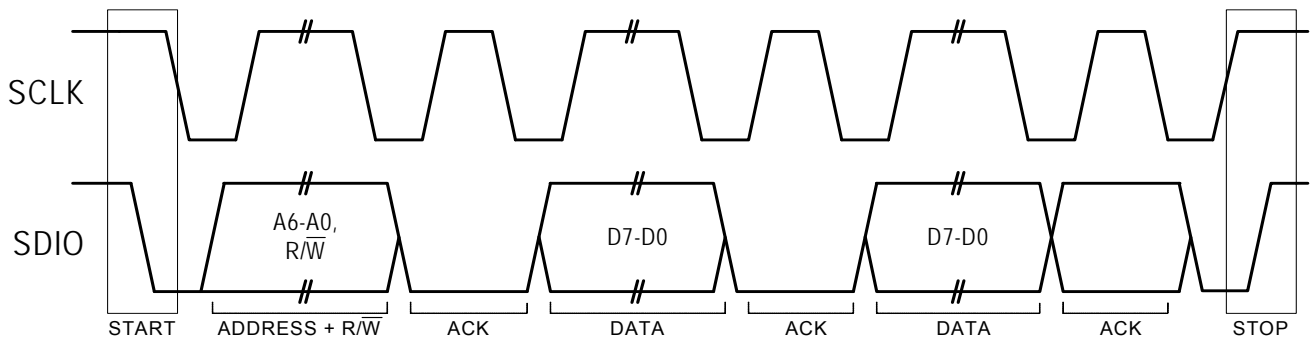 SCLK
SDIO
A6-A0,
R/W̅
D7-D0
D7-D0
START
ADDRESS + R/W̅
ACK
DATA
ACK
DATA
ACK
STOP